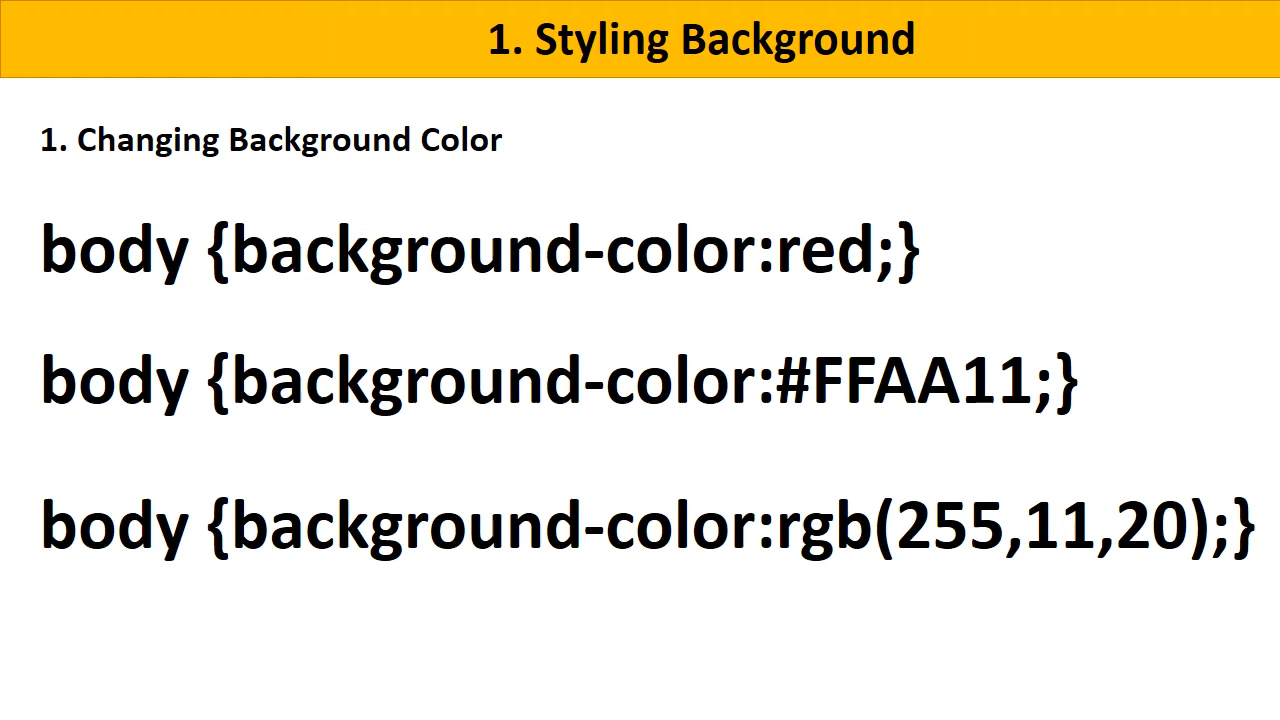 1. Styling Background
1. Changing Background Color
body {background-color:red;}
body {background-color:#FFAA11;}
body {background-color:rgb(255,11,20);}